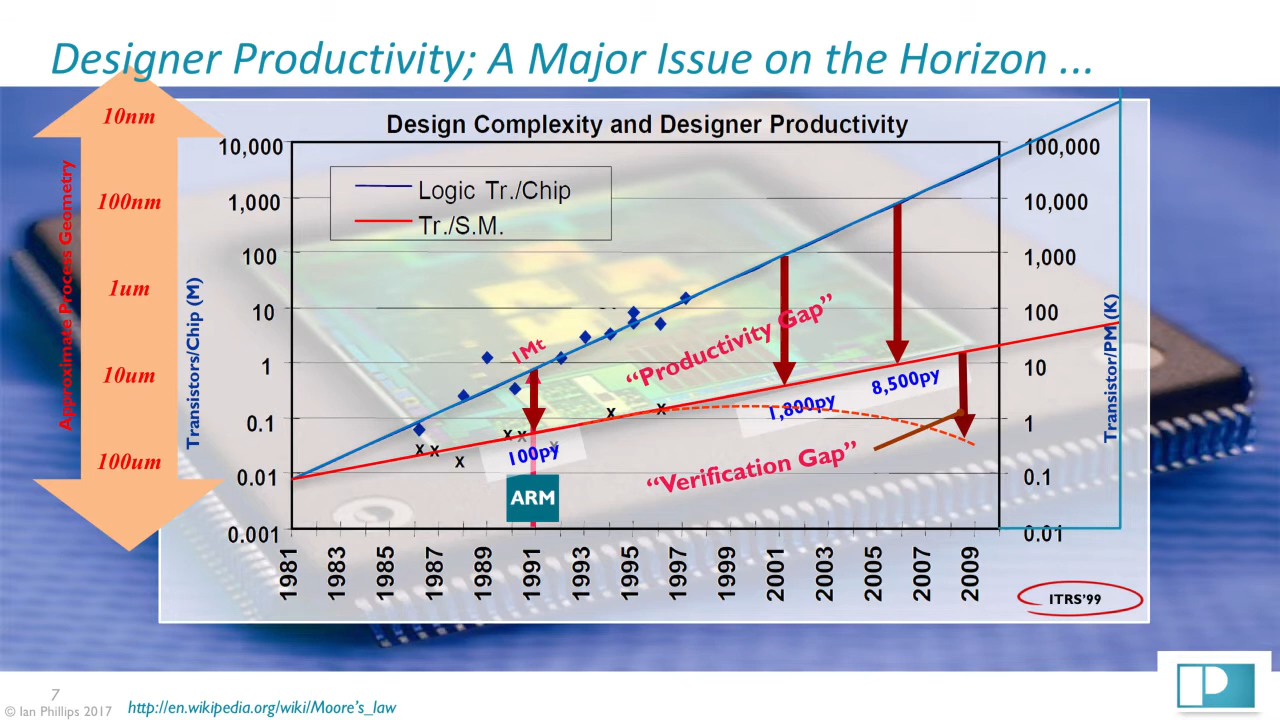 Designer Productivity; A Major Issue on the Horizon ...
10nm
100nm
1um
10um
100um
Approximate Process Geometry
Design Complexity and Designer Productivity
Transistors/Chip (M)
10,000
1,000
100
10
1
0.1
0.01
0.001
Logic Tr./Chip
Tr./S.M.
100,000
10,000
1,000
100
10
1
0.1
0.01
Transistor/PM (K)
1Mt
"Productivity Gap"
100py
1,800py
8,500py
"Verification Gap"
ARM
1981
1983
1985
1987
1989
1991
1993
1995
1997
1999
2001
2003
2005
2007
2009
ITRS'99
7
© Ian Phillips 2017
http://en.wikipedia.org/wiki/Moore's_law